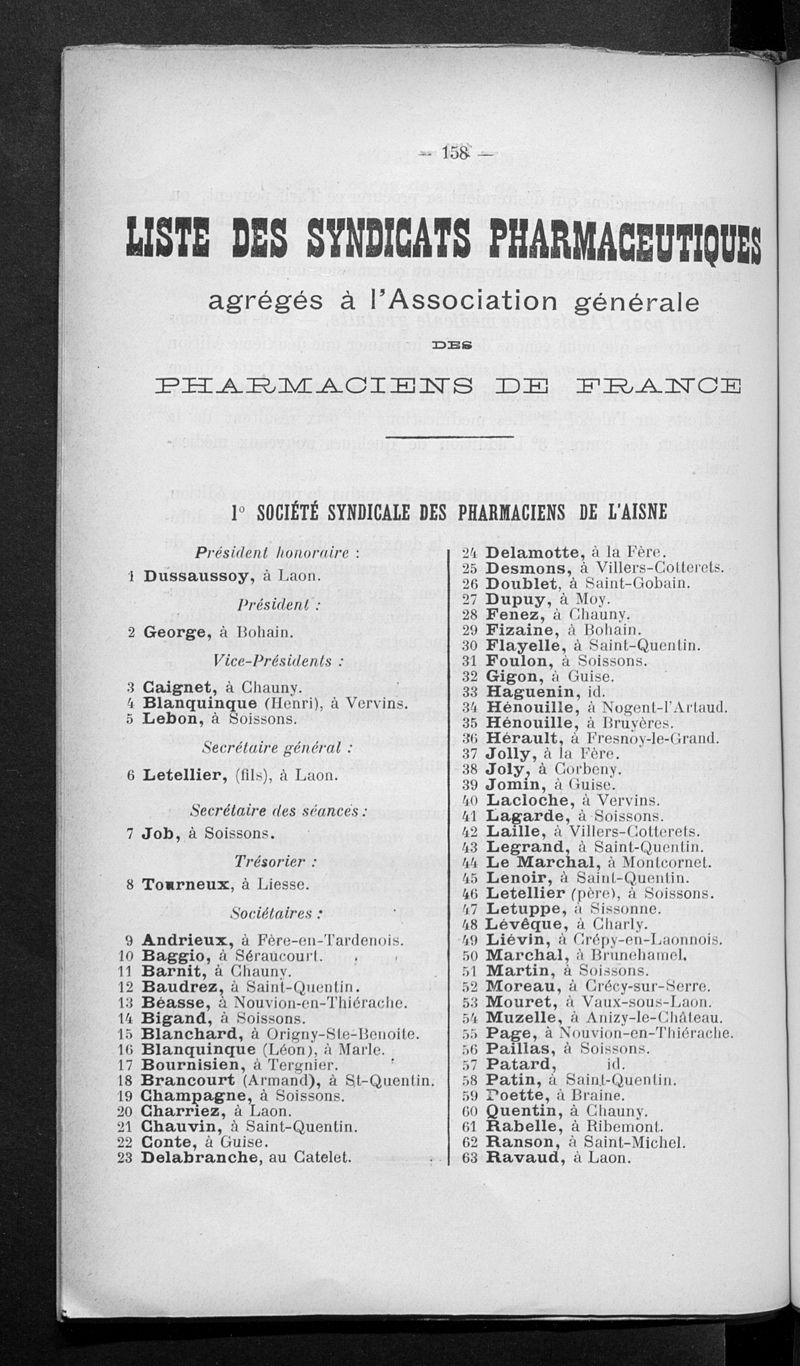 — 158 —
LISTE DES SYNDICATS PHARMACEUTIQUES
agrégés à l'Association générale
DES
PHARMACIENS DE FRANCE
1º SOCIÉTÉ SYNDICALE DES PHARMACIENS DE L'AISNE
Président honoraire :
1 Dussaussoy, à Laon.
Président :
2 George, à Bohain.
Vice-Présidents :
3 Caignet, à Chauny.
4 Blanquinque (Henri), à Vervins.
5 Lebon, à Soissons.
Secrétaire général :
6 Letellier, (fils), à Laon.
Secrétaire des séances :
7 Job, à Soissons.
Trésorier :
8 Tourneux, à Liesse.
Sociétaires :
9 Andrieux, à Fère-en-Tardenois.
10 Baggio, à Séraucourt.
11 Barnit, à Chauny.
12 Baudrez, à Saint-Quentin.
13 Béasse, à Nouvion-en-Thiérache.
14 Bigand, à Soissons.
15 Blanchard, à Origny-Ste-Benoite.
16 Blanquinque (Léon), à Marle.
17 Bournisien, à Tergnier.
18 Brancourt (Armand), à St-Quentin.
19 Champagne, à Soissons.
20 Charriez, à Laon.
21 Chauvin, à Saint-Quentin.
22 Conte, à Guise.
23 Delabranche, au Catelet.
24 Delamotte, à la Fère.
25 Desmons, à Villers-Cotterets.
26 Doublet, à Saint-Gobain.
27 Dupuy, à Moy.
28 Fenez, à Chauny.
29 Fizaine, à Bohain.
30 Flayelle, à Saint-Quentin.
31 Foulon, à Soissons.
32 Gigon, à Guise.
33 Haguenin, id.
34 Hénouille, à Nogent-l'Artaud.
35 Hénouille, à Bruyères.
36 Hérault, à Fresnoy-le-Grand.
37 Jolly, à la Fère.
38 Joly, à Corbeny.
39 Jomin, à Guise.
40 Lacloche, à Vervins.
41 Lagarde, à Soissons.
42 Laille, à Villers-Cotterets.
43 Legrand, à Saint-Quentin.
44 Le Marchal, à Montcornet.
45 Lenoir, à Saint-Quentin.
46 Letellier (père), à Soissons.
47 Letuppe, à Sissonne.
48 Lévêque, à Charly.
49 Liévin, à Crépy-en-Laonnois.
50 Marchal, à Brunehamel.
51 Martin, à Soissons.
52 Moreau, à Crécy-sur-Serre.
53 Mouret, à Vaux-sous-Laon.
54 Muzelle, à Anizy-le-Château.
55 Page, à Nouvion-en-Thiérache.
56 Paillas, à Soissons.
57 Patard, id.
58 Patin, à Saint-Quentin.
59 Poette, à Braine.
60 Quentin, à Chauny.
61 Rabelle, à Ribemont.
62 Ranson, à Saint-Michel.
63 Ravaud, à Laon.